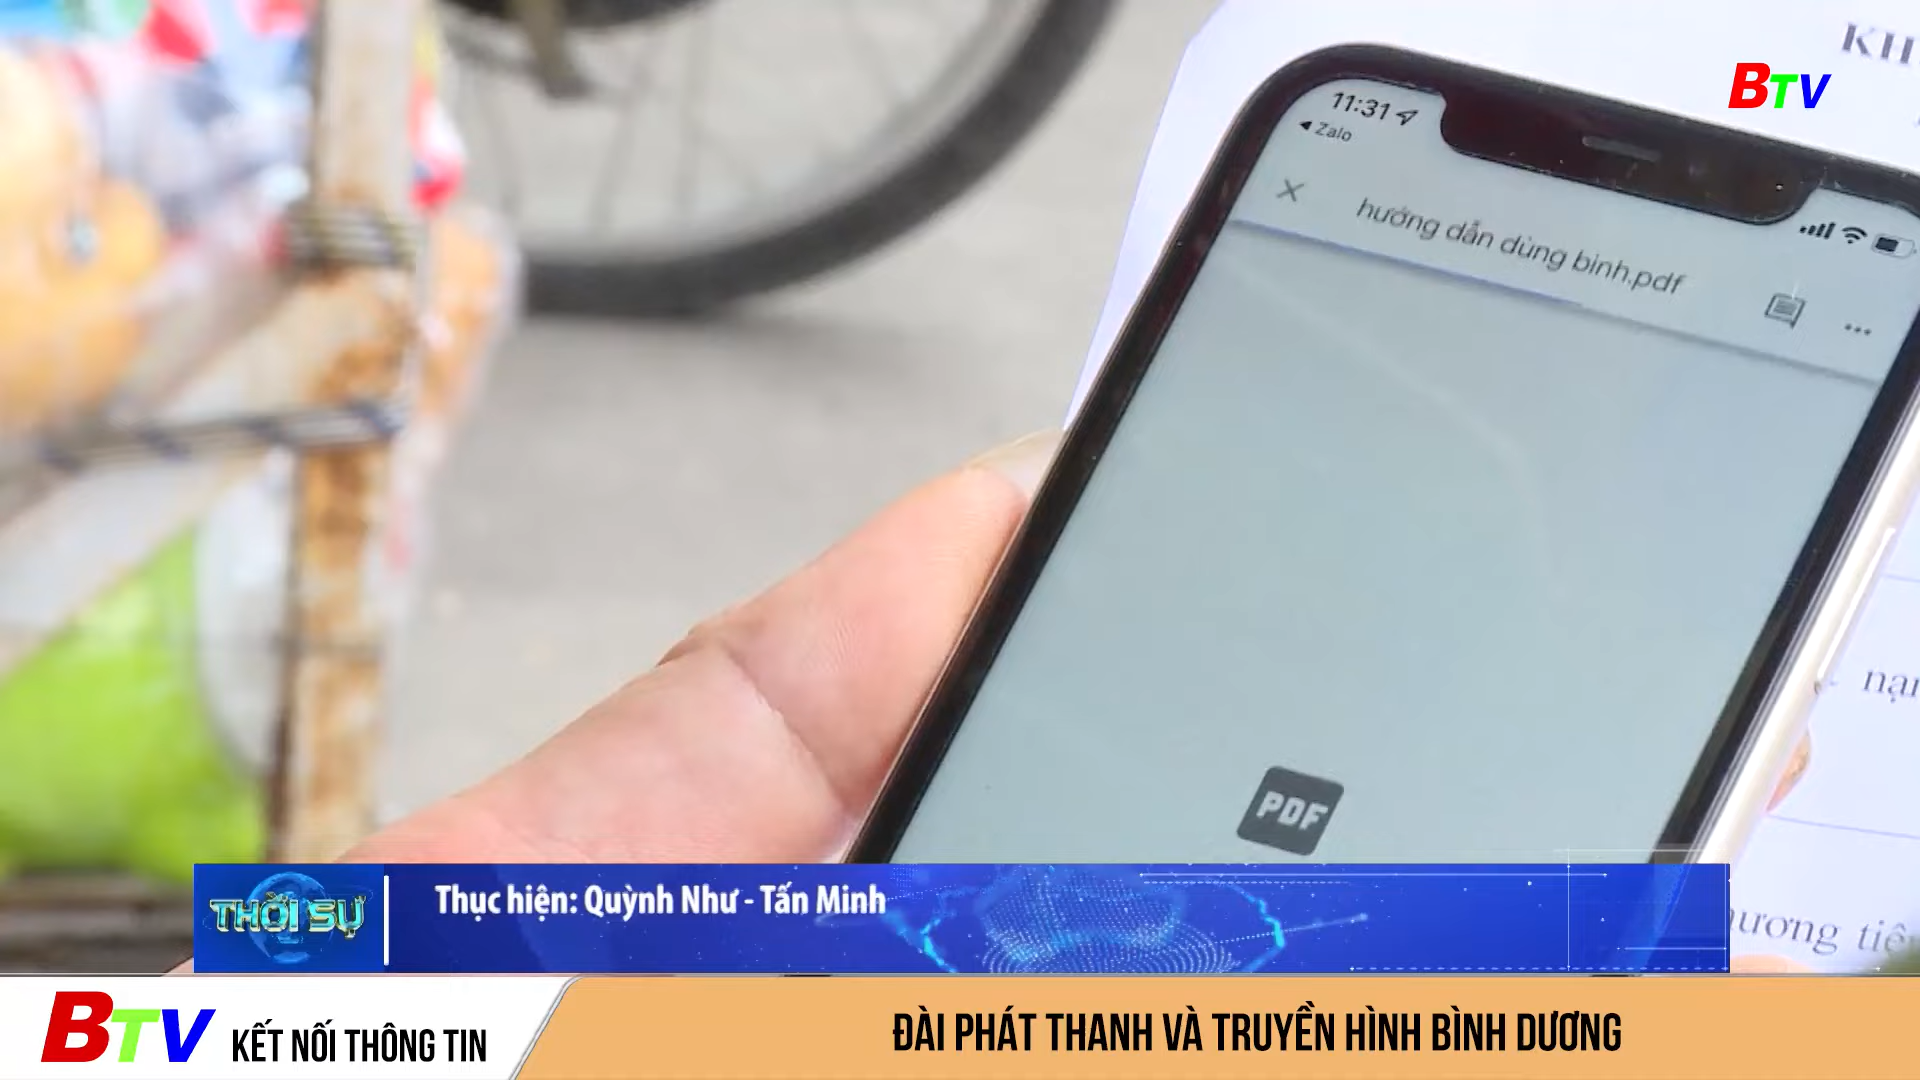 BTV
11:31
Zalo
hướng dẫn dùng bình.pdf
PDF
THỜI SỰ
Thục hiện: Quỳnh Như - Tấn Minh
BTV KẾT NỐI THÔNG TIN
ĐÀI PHÁT THANH VÀ TRUYỀN HÌNH BÌNH DƯƠNG